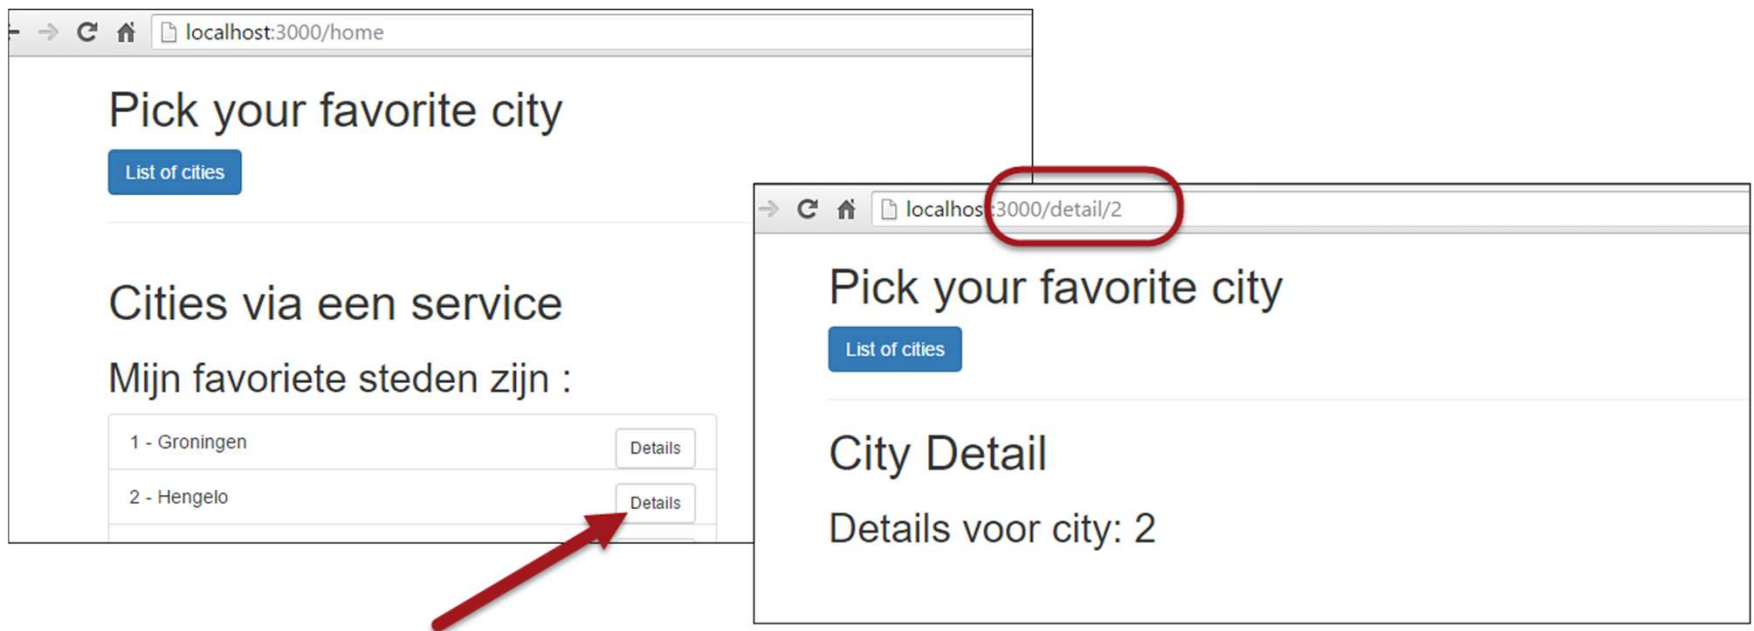 localhost:3000/home
Pick your favorite city
List of cities
Cities via een service
Mijn favoriete steden zijn :
1 - Groningen
Details
2 - Hengelo
Details
localhos :3000/detail/2
Pick your favorite city
List of cities
City Detail
Details voor city: 2